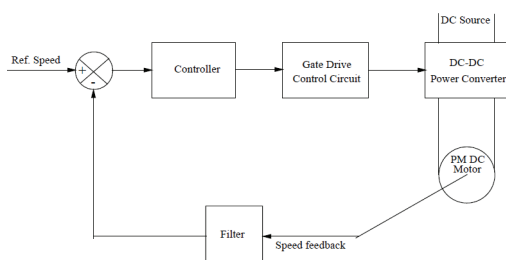 DC Source
Ref. Speed
+
-
Controller
Gate Drive
Control Circuit
DC-DC
Power Converter
PM DC
Motor
Filter
Speed feedback